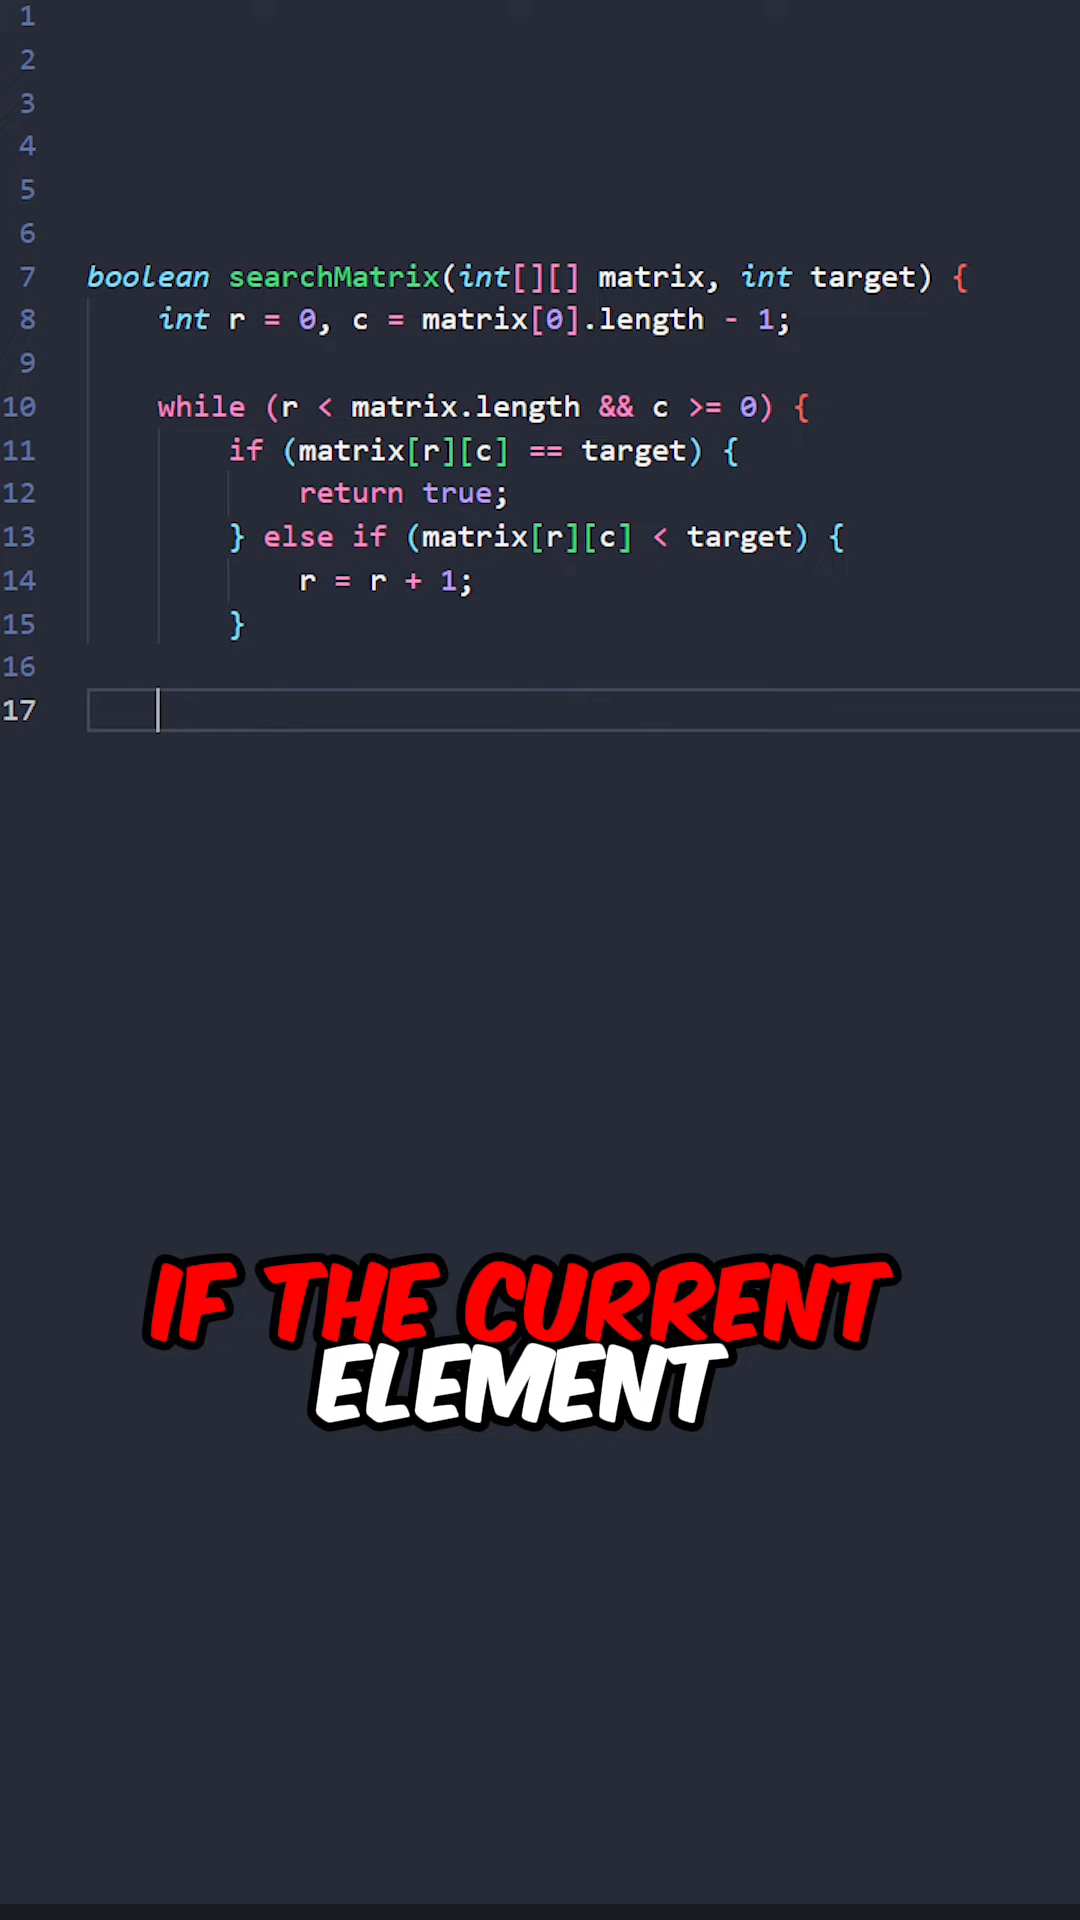 1
2
3
4
5
6
7 boolean searchMatrix(int[][] matrix, int target) {
8 int r = 0, c = matrix[0].length - 1;
9
10 while (r < matrix.length && c >= 0) {
11 if (matrix[r][c] == target) {
12 return true;
13 } else if (matrix[r][c] < target) {
14 r = r + 1;
15 }
16
17
IF THE CURRENT
ELEMENT